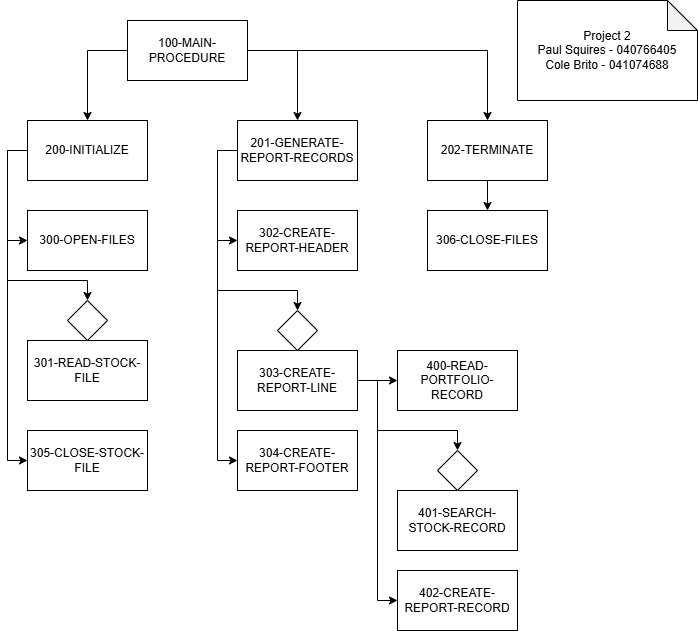 100-MAIN-
PROCEDURE
Project 2
Paul Squires - 040766405
Cole Brito - 041074688
200-INITIALIZE
201-GENERATE-
REPORT-RECORDS
202-TERMINATE
300-OPEN-FILES
302-CREATE-
REPORT-HEADER
306-CLOSE-FILES
301-READ-STOCK-
FILE
303-CREATE-
REPORT-LINE
400-READ-
PORTFOLIO-
RECORD
305-CLOSE-STOCK-
FILE
304-CREATE-
REPORT-FOOTER
401-SEARCH-
STOCK-RECORD
402-CREATE-
REPORT-RECORD